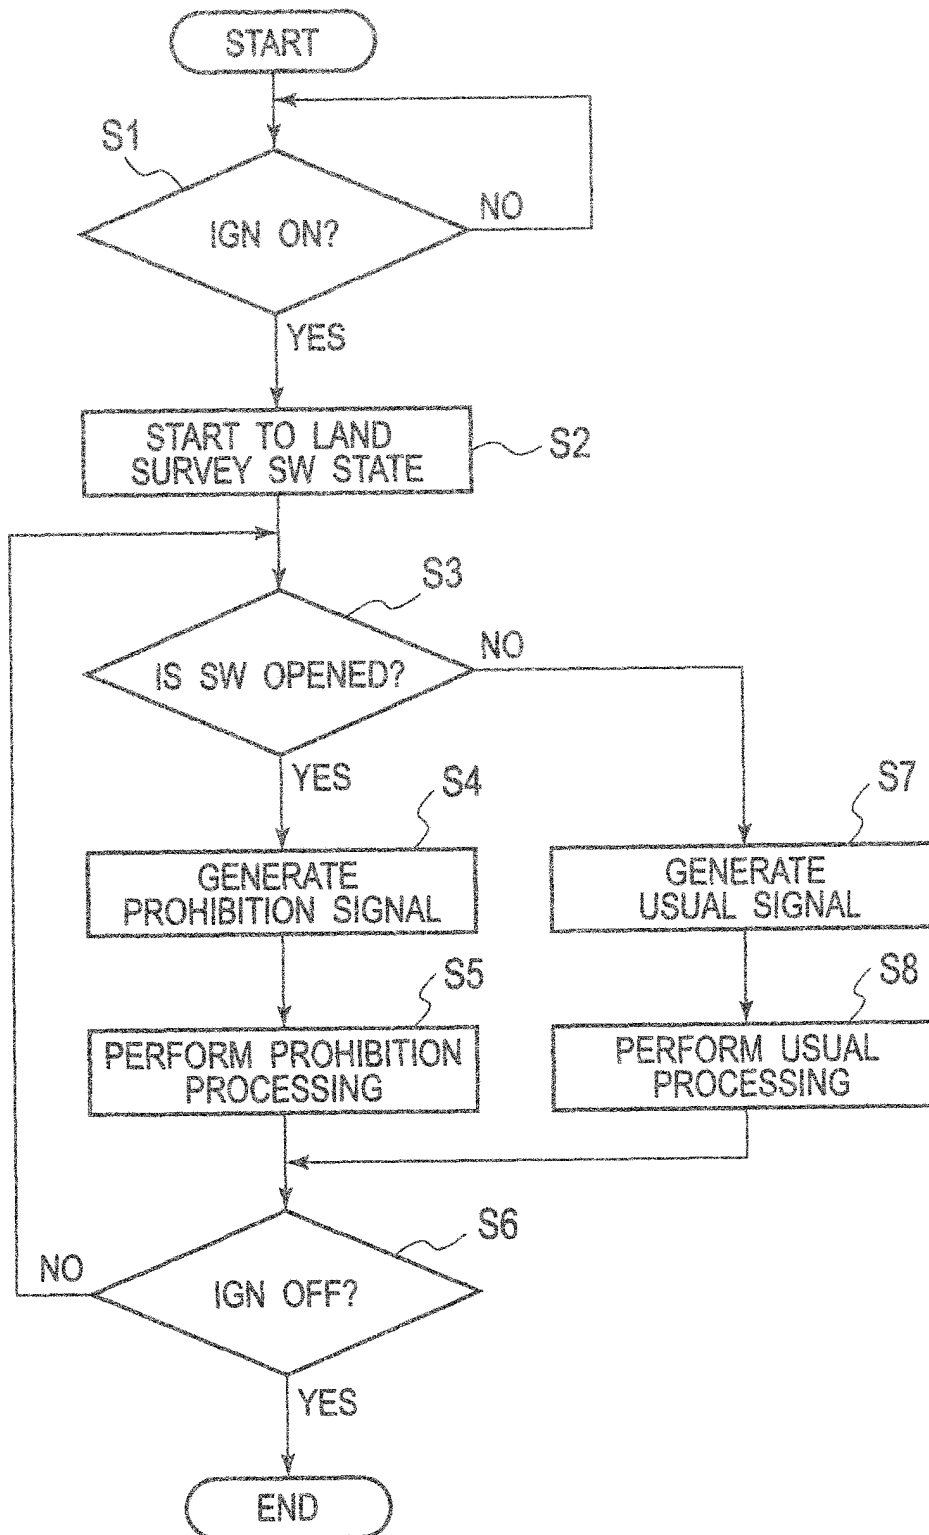 START
S1
IGN ON?
NO
YES
START TO LAND
SURVEY SW STATE
S2
S3
IS SW OPENED?
NO
YES
S4
GENERATE
PROHIBITION SIGNAL
S7
GENERATE
USUAL SIGNAL
S5
PERFORM PROHIBITION
PROCESSING
S8
PERFORM USUAL
PROCESSING
S6
IGN OFF?
NO
YES
END